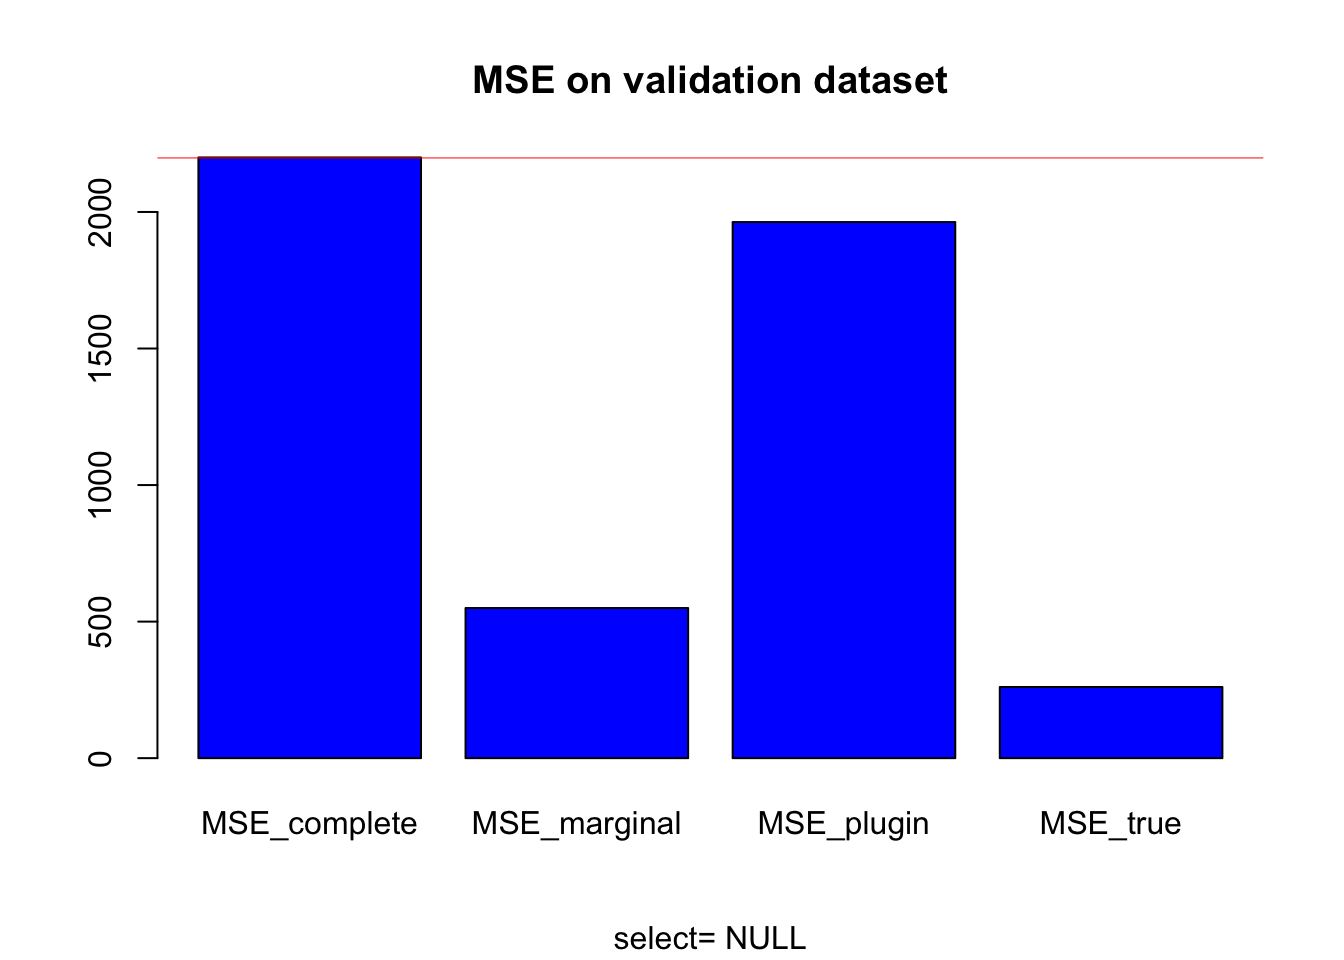 MSE on validation dataset
2000
1500
1000
500
0
MSE_complete MSE_marginal MSE_plugin MSE_true
select= NULL